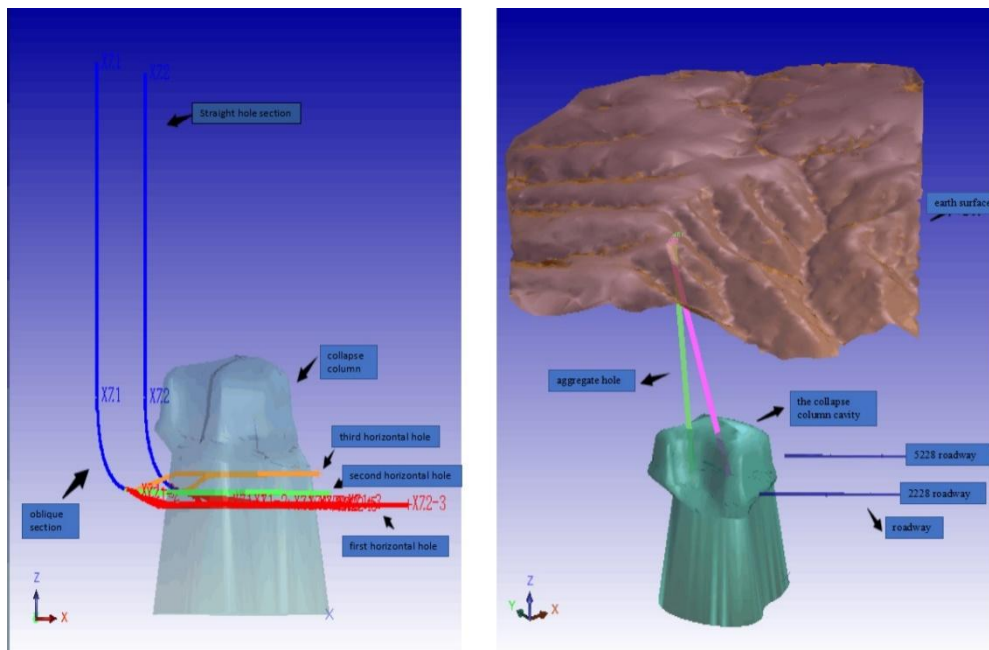 X7.1
X7.2
Straight hole section
collapse
column
X7.1
X7.2
third horizontal hole
second horizontal hole
X7.2-3
oblique
section
first horizontal hole
Z
X
earth surface
aggregate hole
the collapse
column cavity
5228 roadway
2228 roadway
roadway
Z
Y
X